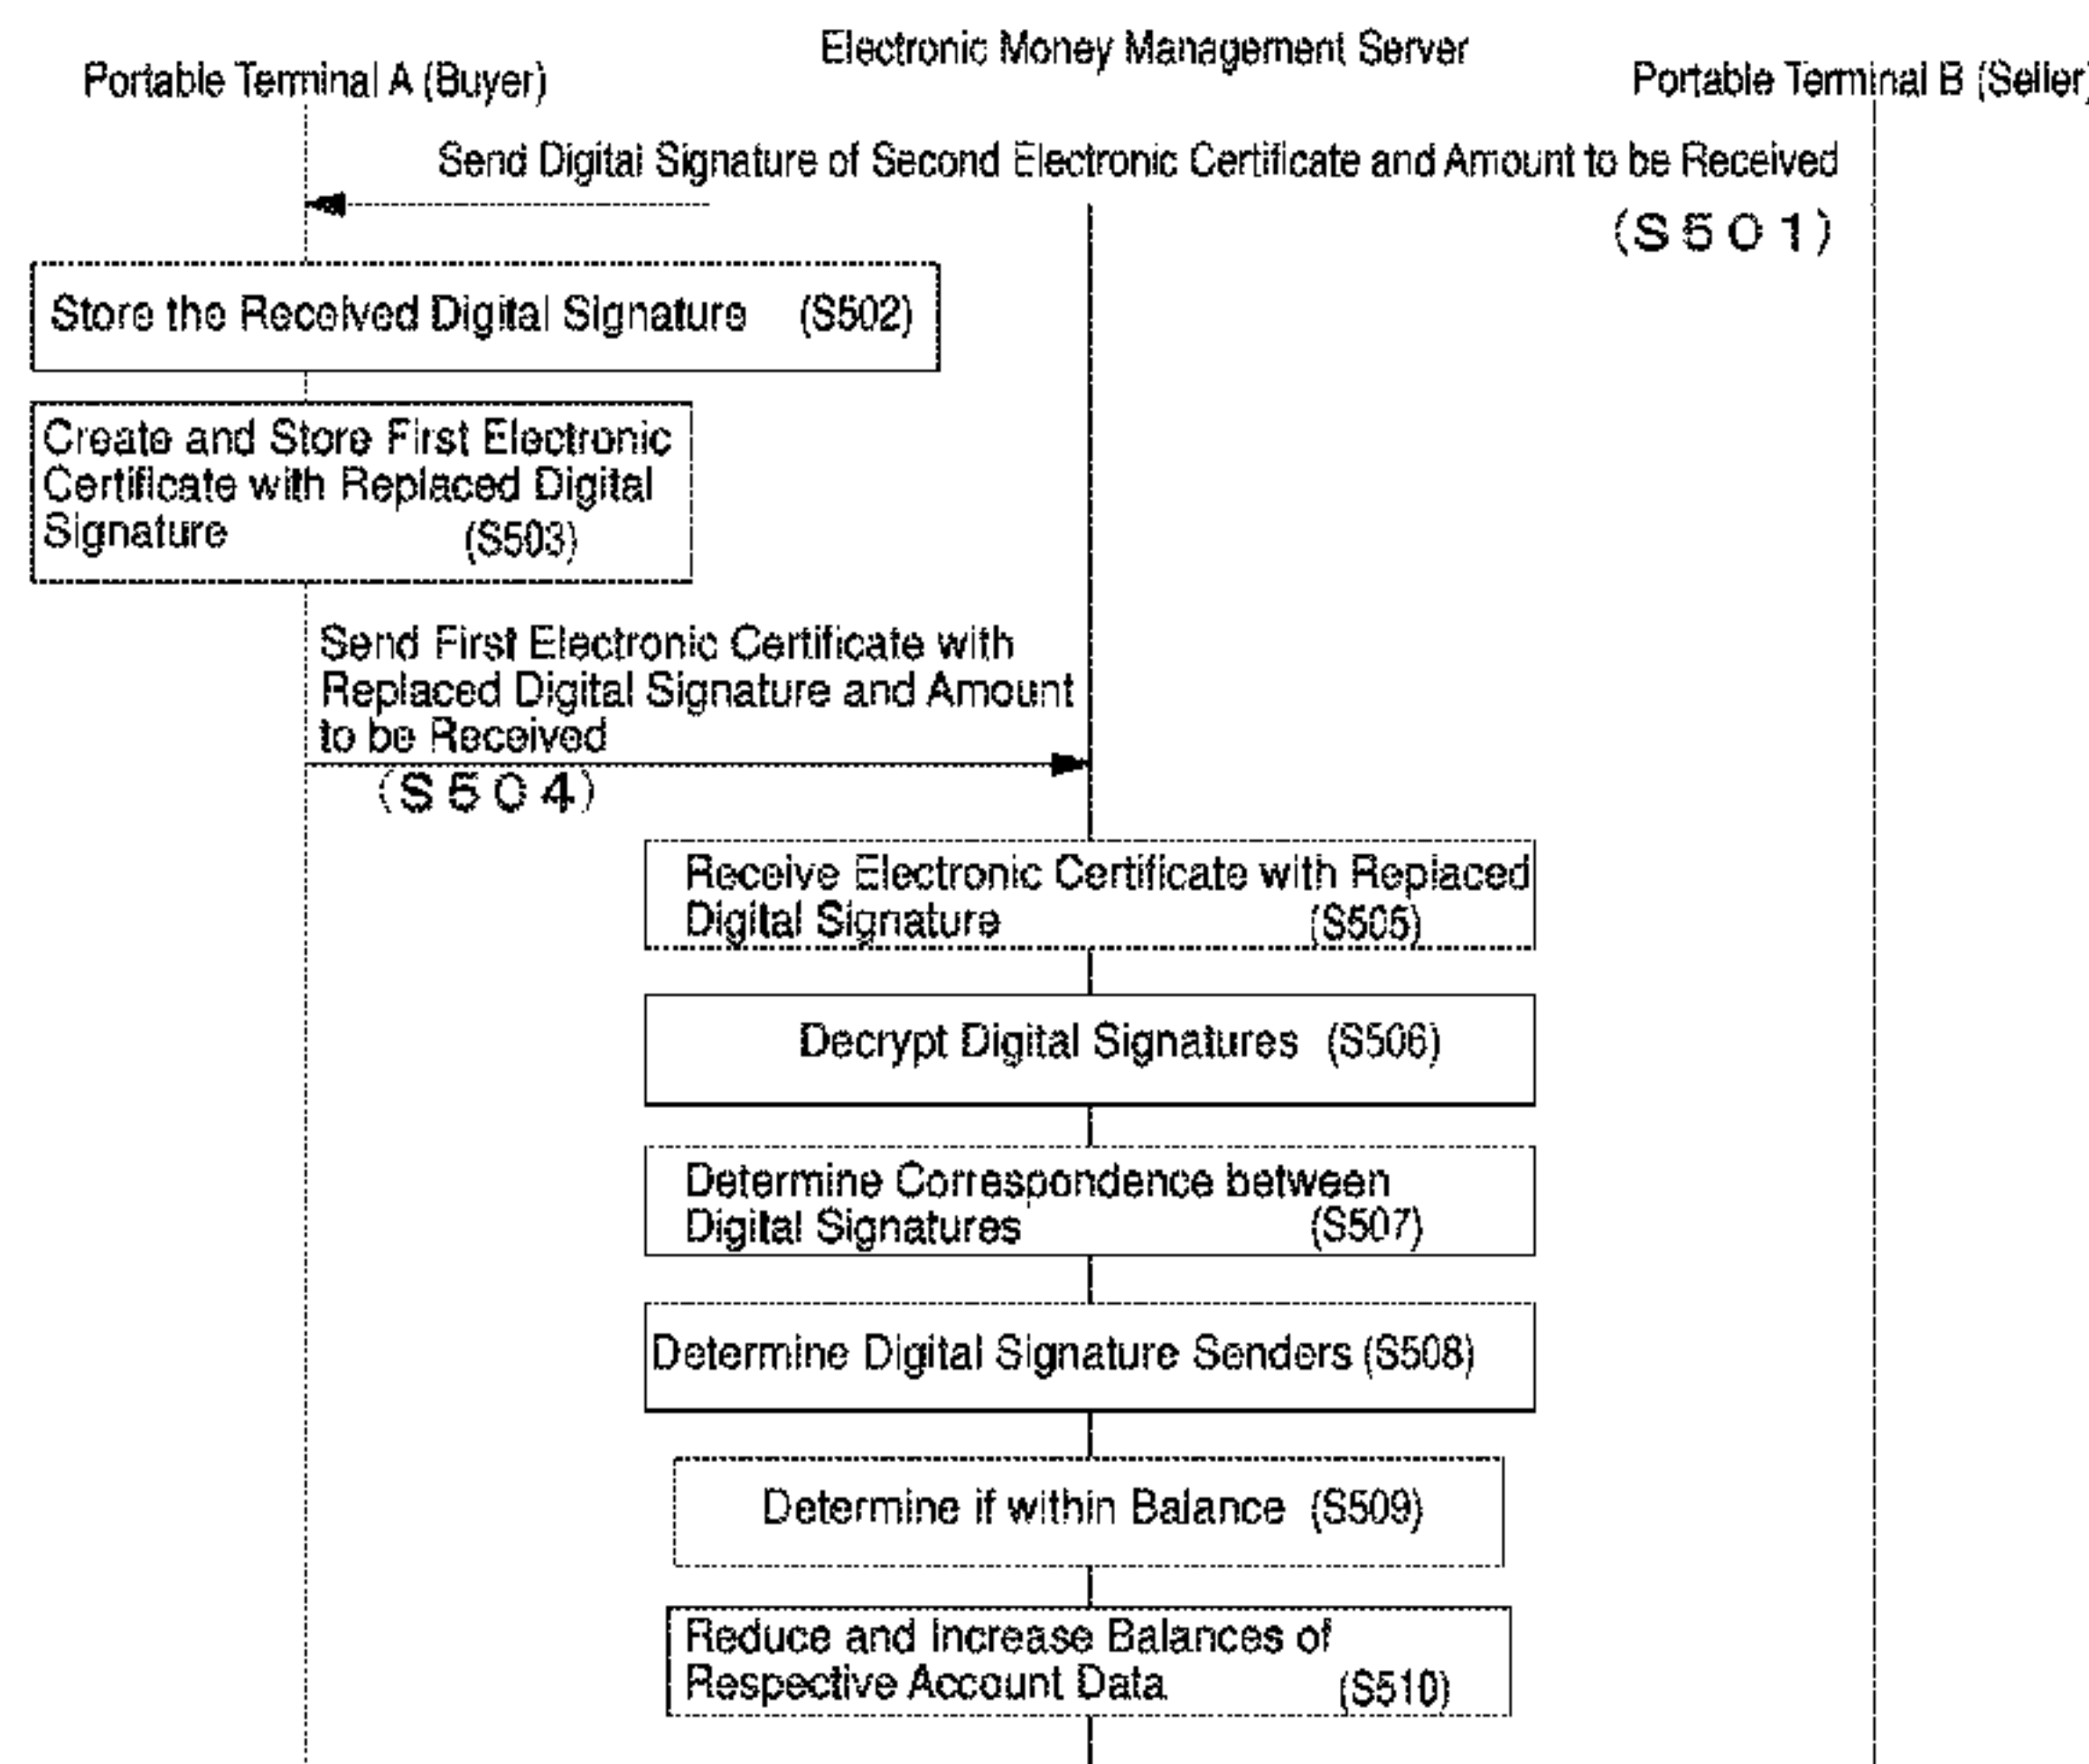 Electronic Money Management Server
Portable Terminal A (Buyer)
Portable Terminal B (Seller)
Send Digital Signature of Second Electronic Certificate and Amount to be Received
(S501)
Store the Received Digital Signature (S502)
Create and Store First Electronic
Certificate with Replaced Digital
Signature (S503)
Send First Electronic Certificate with
Replaced Digital Signature and Amount
to be Received
(S504)
Receive Electronic Certificate with Replaced
Digital Signature (S505)
Decrypt Digital Signatures (S506)
Determine Correspondence between
Digital Signatures (S507)
Determine Digital Signature Senders (S508)
Determine if within Balance (S509)
Reduce and Increase Balances of
Respective Account Data (S510)